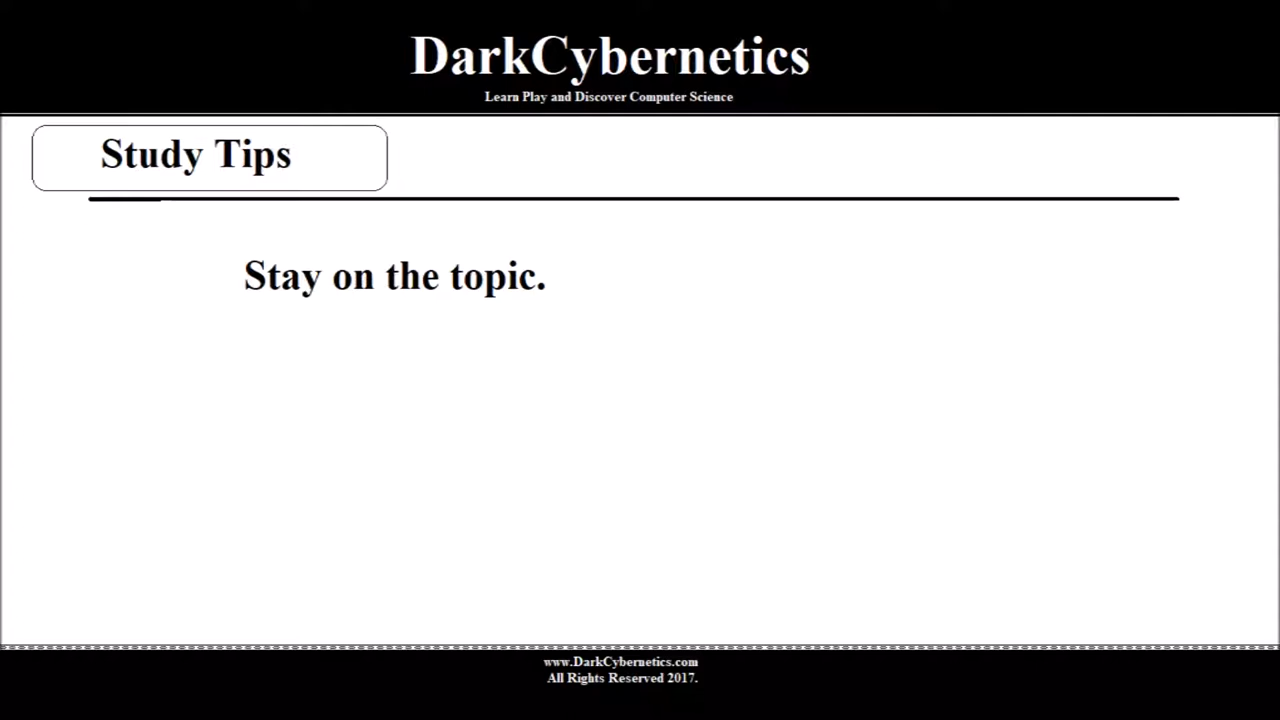 DarkCybernetics
Learn Play and Discover Computer Science
Study Tips
Stay on the topic.
www.DarkCybernetics.com
All Rights Reserved 2017.